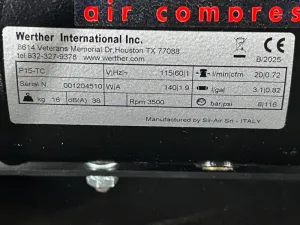 air compres
Werther International Inc.
8614 Veterans Memorial Dr, Houston TX 77088
tel 832-327-9378 www.werther.com
8/2025
P15-TC V|Hz|~ 115|60|1 l/min|cfm 20|0.72
Serial N. 001204510 W|A 140|1.9 l|gal 3.1|0.82
kg 16 dB(A) 38 Rpm 3500 bar|psi 8|116
Manufactured by Sil-Air Srl - ITALY